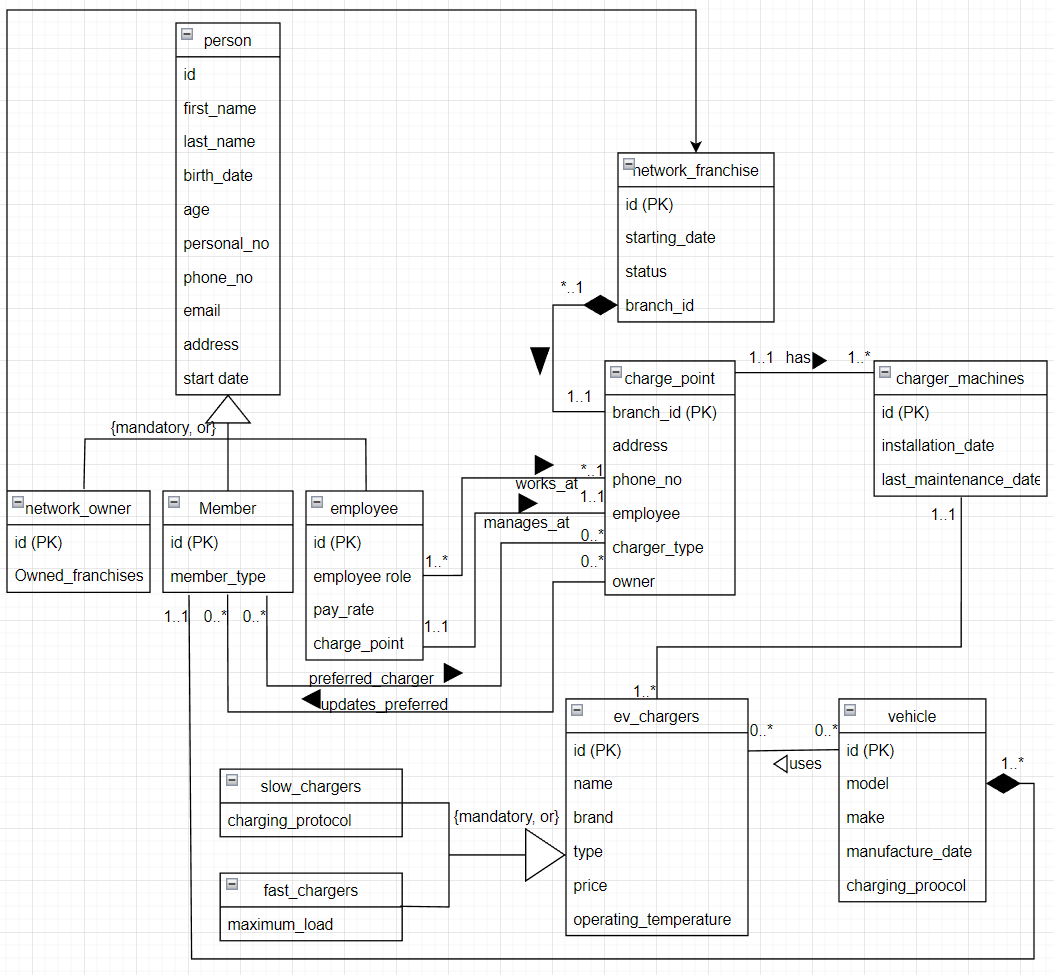 person
id
first_name
last_name
birth_date
age
personal_no
phone_no
email
address
start date
{mandatory, or}
network_franchise
id (PK)
starting_date
status
branch_id
*..1
1..1
charge_point
branch_id (PK)
address
phone_no
employee
charger_type
owner
1..1 has 1..*
charger_machines
id (PK)
installation_date
last_maintenance_date
1..1
network_owner
id (PK)
Owned_franchises
Member
id (PK)
member_type
employee
id (PK)
employee role
pay_rate
charge_point
*..1
works_at
1..1
manages_at
0..*
0..*
1..*
1..1
1..1 0..* 0..*
preferred_charger
updates_preferred
1..*
ev_chargers
id (PK)
name
brand
type
price
operating_temperature
0..* 0..*
uses
vehicle
id (PK)
model
make
manufacture_date
charging_proocol
1..*
slow_chargers
charging_protocol
{mandatory, or}
fast_chargers
maximum_load